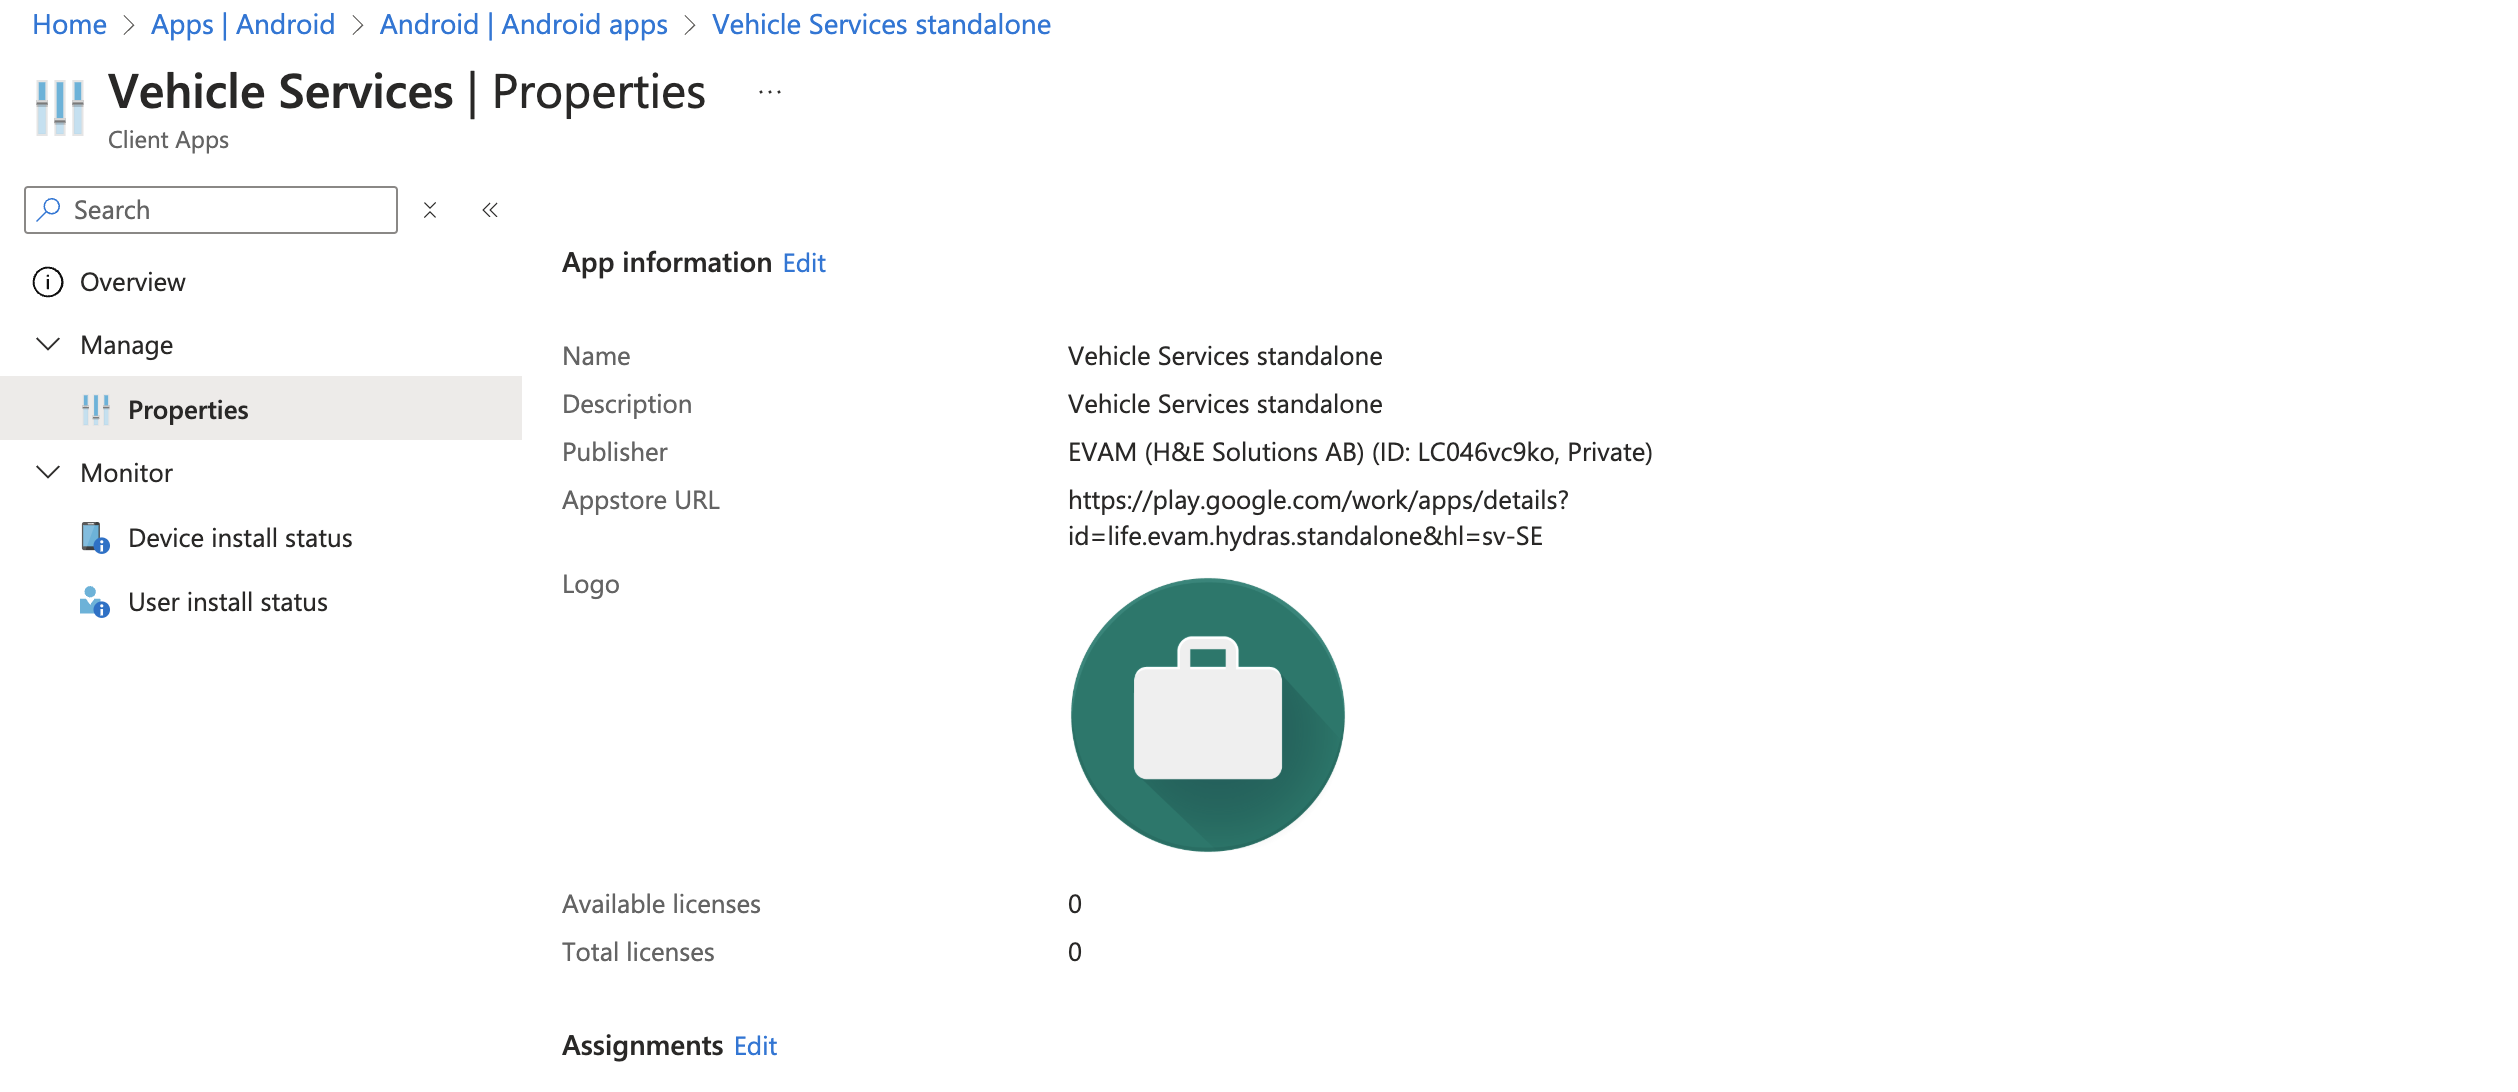 Home > Apps | Android > Android | Android apps > Vehicle Services standalone
Vehicle Services | Properties ...
Client Apps
Search
Overview
Manage
Properties
Monitor
Device install status
User install status
App information Edit
Name Vehicle Services standalone
Description Vehicle Services standalone
Publisher EVAM (H&E Solutions AB) (ID: LC046vc9ko, Private)
Appstore URL https://play.google.com/work/apps/details?
id=life.evam.hydras.standalone&hl=sv-SE
Logo
Available licenses 0
Total licenses 0
Assignments Edit